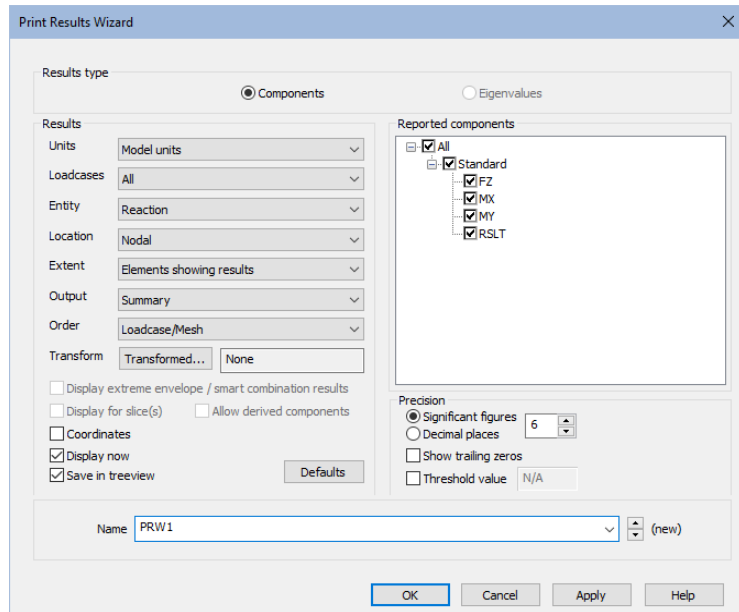 Print Results Wizard
Results type
Components
Eigenvalues
Results
Units
Model units
Loadcases
All
Entity
Reaction
Location
Nodal
Extent
Elements showing results
Output
Summary
Order
Loadcase/Mesh
Transform
Transformed...
None
Display extreme envelope / smart combination results
Display for slice(s)
Allow derived components
Coordinates
Display now
Save in treeview
Defaults
Reported components
All
Standard
FZ
MX
MY
RSLT
Precision
Significant figures
Decimal places
6
Show trailing zeros
Threshold value
N/A
Name
PRW1
(new)
OK
Cancel
Apply
Help